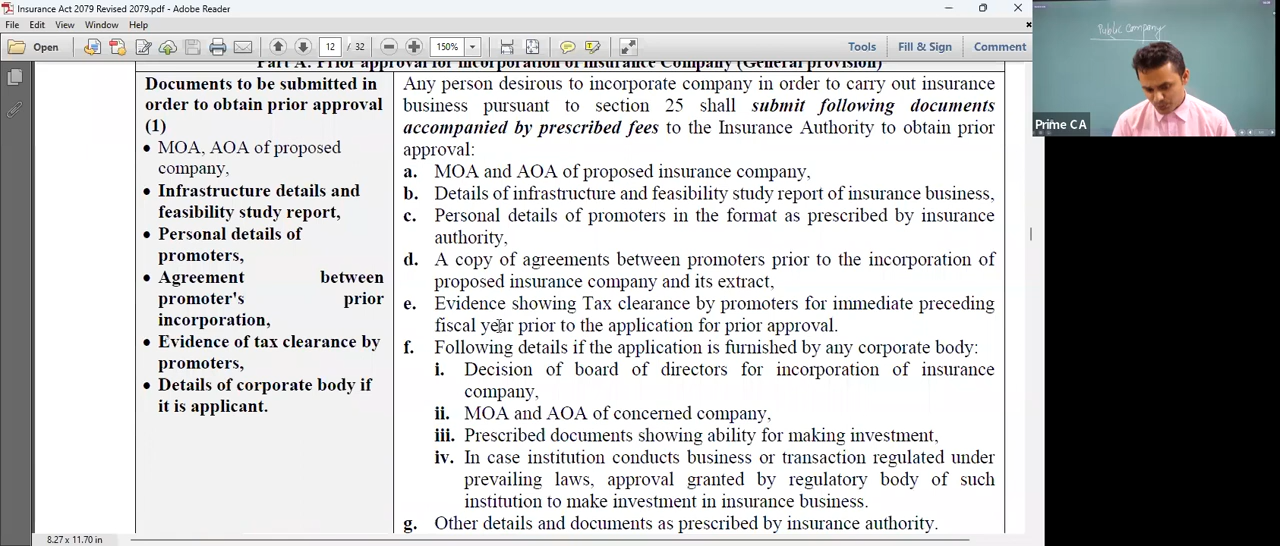 Insurance Act 2079 Revised 2079.pdf - Adobe Reader
File Edit View Window Help
Open 12 / 32 150% Tools Fill & Sign Comment
Part A: Prior approval for Incorporation of Insurance Company (General provision)
Documents to be submitted in
order to obtain prior approval
(1)
• MOA, AOA of proposed
company,
• Infrastructure details and
feasibility study report,
• Personal details of
promoters,
• Agreement between
promoter's prior
incorporation,
• Evidence of tax clearance by
promoters,
• Details of corporate body if
it is applicant.
Any person desirous to incorporate company in order to carry out insurance
business pursuant to section 25 shall submit following documents
accompanied by prescribed fees to the Insurance Authority to obtain prior
approval:
a. MOA and AOA of proposed insurance company,
b. Details of infrastructure and feasibility study report of insurance business,
c. Personal details of promoters in the format as prescribed by insurance
authority,
d. A copy of agreements between promoters prior to the incorporation of
proposed insurance company and its extract,
e. Evidence showing Tax clearance by promoters for immediate preceding
fiscal year prior to the application for prior approval.
f. Following details if the application is furnished by any corporate body:
i. Decision of board of directors for incorporation of insurance
company,
ii. MOA and AOA of concerned company,
iii. Prescribed documents showing ability for making investment,
iv. In case institution conducts business or transaction regulated under
prevailing laws, approval granted by regulatory body of such
institution to make investment in insurance business.
g. Other details and documents as prescribed by insurance authority.
8.27 x 11.70 in
Public Company
Prime CA